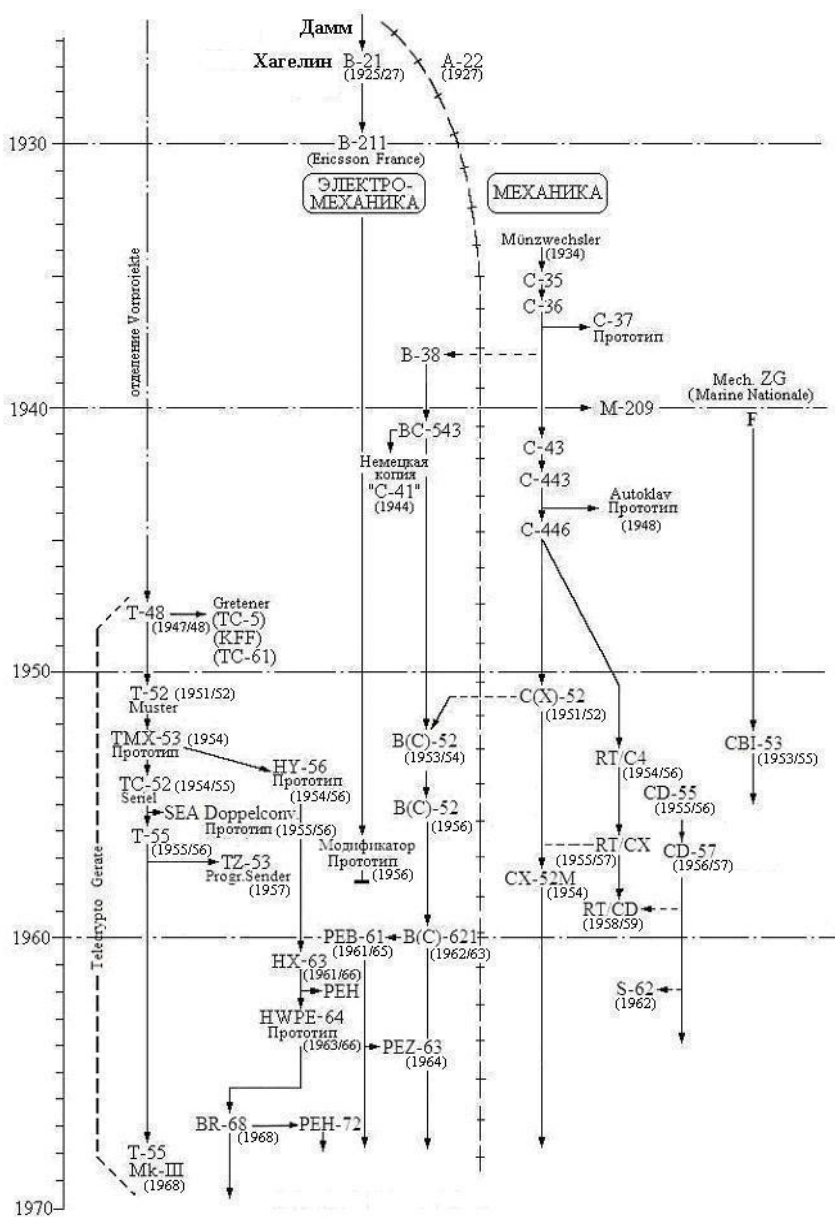 Дамм
Хагелин
B-21
(1925/27)
A-22
(1927)
1930
B-211
(Ericsson France)
ЭЛЕКТРО-
МЕХАНИКА
МЕХАНИКА
Münzwechsler
(1934)
C-35
C-36
C-37
Прототип
отделение Vorprojekte
B-38
Mech. ZG
(Marine Nationale)
F
1940
M-209
BC-543
Немецкая
копия
"C-41"
(1944)
C-43
C-443
Autoklav
Прототип
(1948)
C-446
T-48
(1947/48)
Gretener
(TC-5)
(KFF)
(TC-61)
1950
T-52 (1951/52)
Muster
C(X)-52
(1951/52)
TMX-53 (1954)
Прототип
B(C)-52
(1953/54)
CBI-53
(1953/55)
HY-56
Прототип
(1954/56)
RT/C4
(1954/56)
TC-52 (1954/55)
Seriel
CD-55
(1955/56)
SEA Doppelconv.
Прототип (1955/56)
B(C)-52
(1956)
T-55
(1955/56)
Модификатор
Прототип
(1956)
RT/CX
(1955/57)
CD-57
(1956/57)
TZ-53
Progr.Sender
(1957)
CX-52M
(1954)
RT/CD
(1958/59)
Telecrypto Gerate
1960
PEB-61
(1961/65)
B(C)-621
(1962/63)
HX-63
(1961/66)
PEH
S-62
(1962)
HWPE-64
Прототип
(1963/66)
PEZ-63
(1964)
BR-68
(1968)
PEH-72
T-55
Mk-III
(1968)
1970